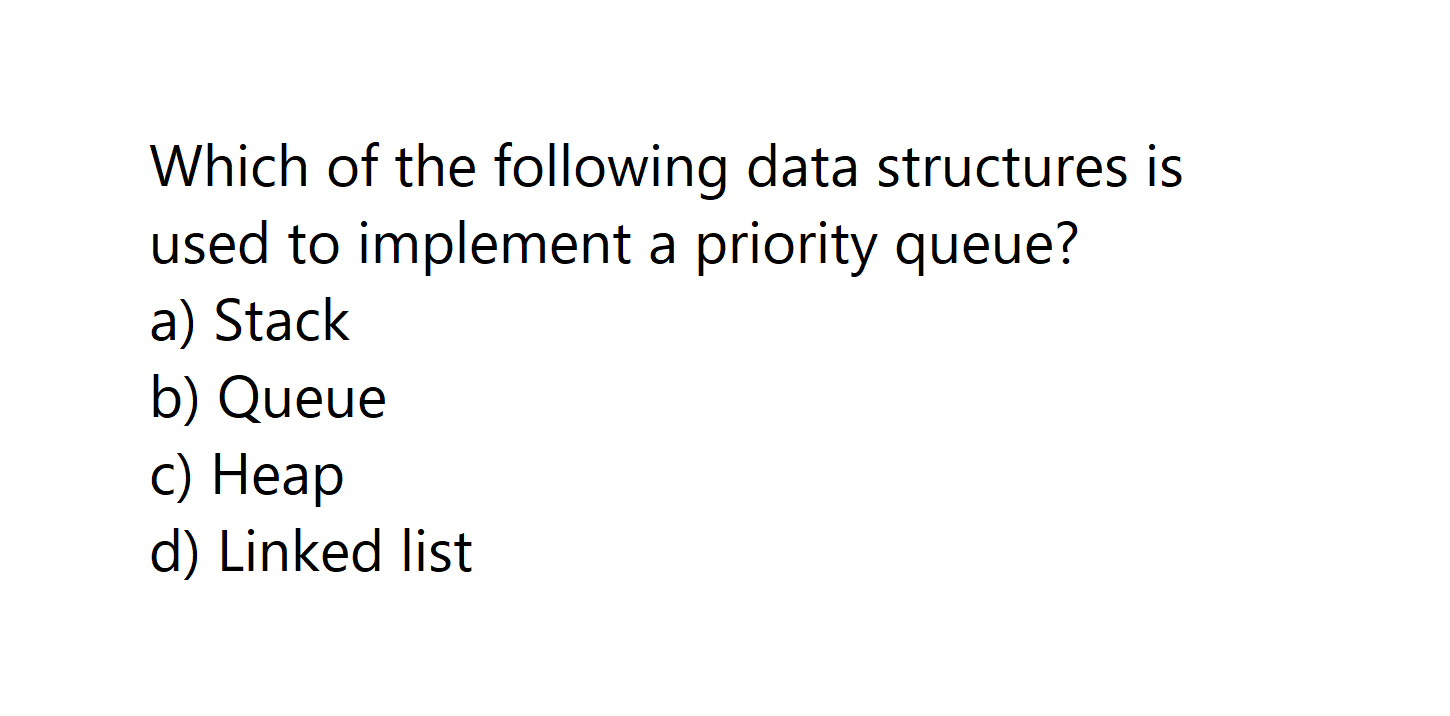 Which of the following data structures is
used to implement a priority queue?
a) Stack
b) Queue
c) Heap
d) Linked list